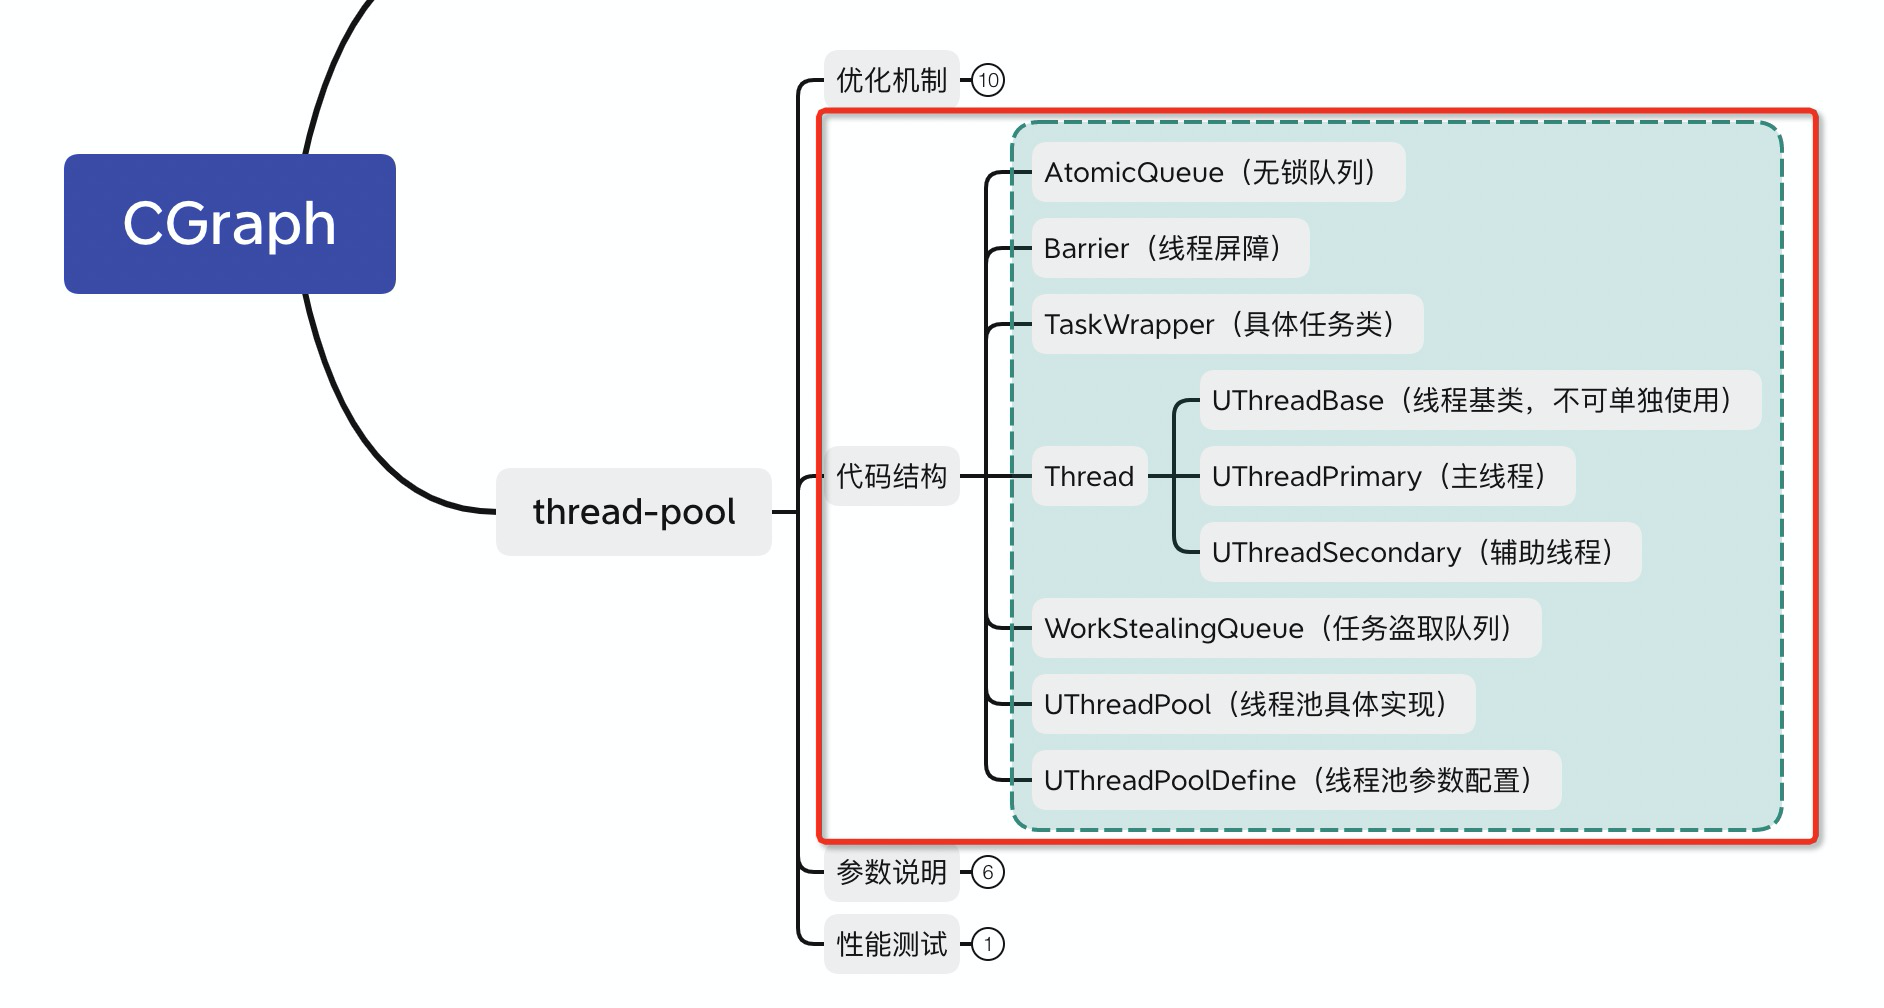 CGraph
thread-pool
优化机制
10
代码结构
AtomicQueue（无锁队列）
Barrier（线程屏障）
TaskWrapper（具体任务类）
Thread
UThreadBase（线程基类，不可单独使用）
UThreadPrimary（主线程）
UThreadSecondary（辅助线程）
WorkStealingQueue（任务盗取队列）
UThreadPool（线程池具体实现）
UThreadPoolDefine（线程池参数配置）
参数说明
6
性能测试
1